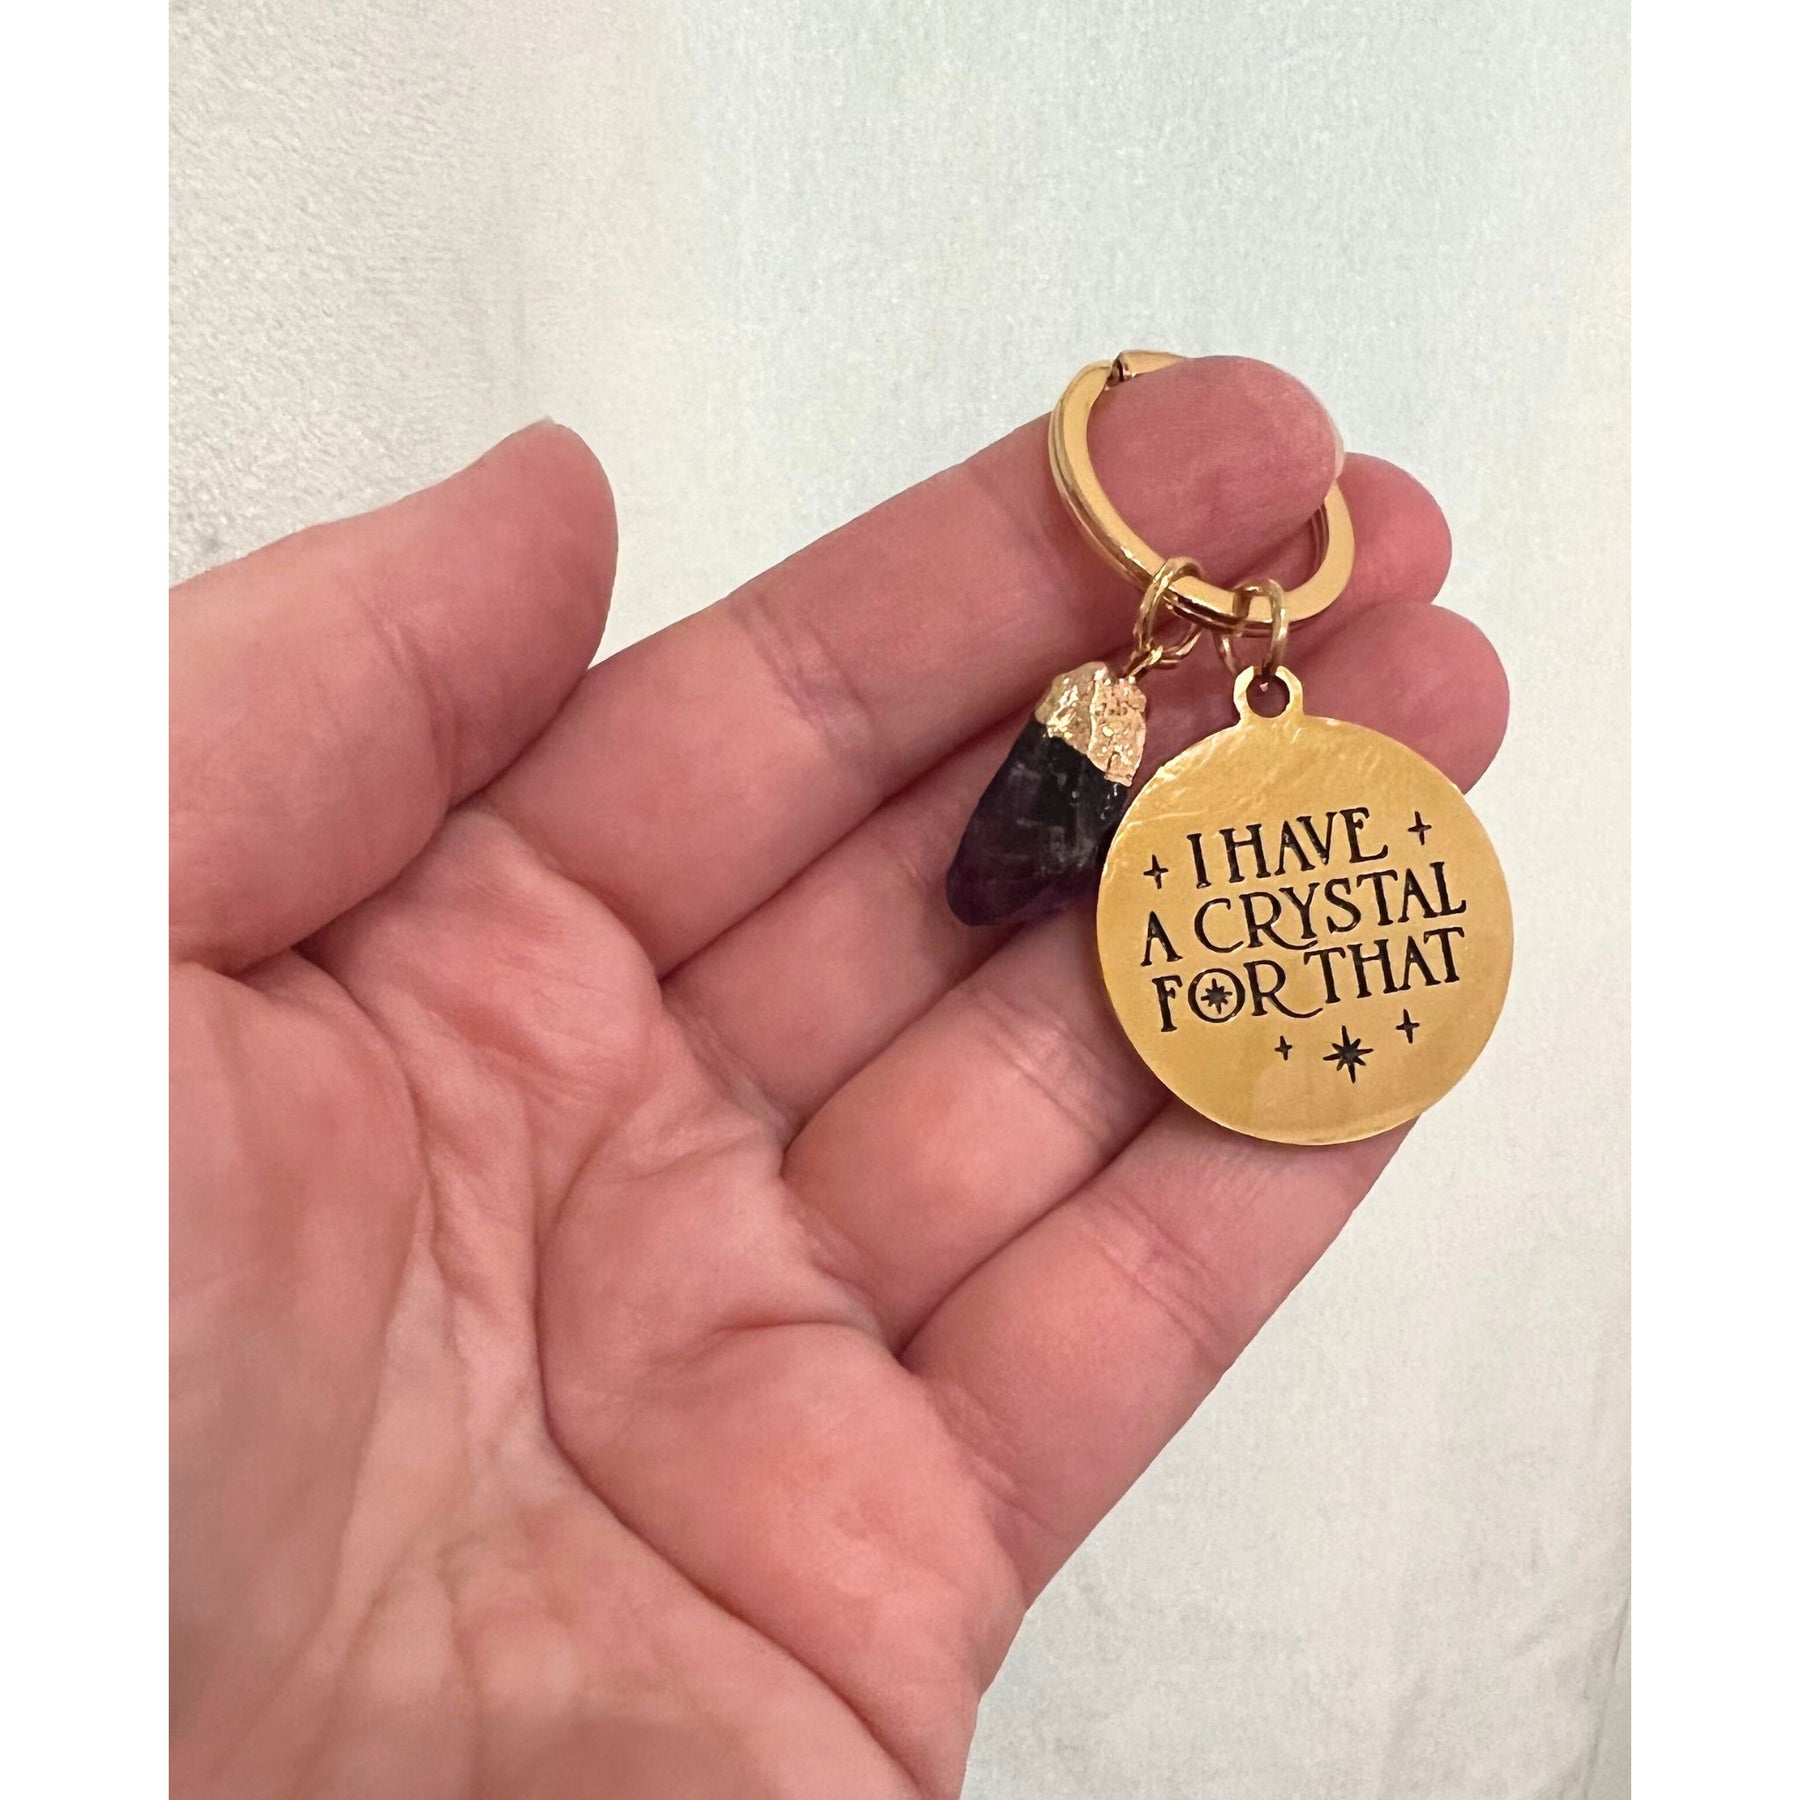 I HAVE
A CRYSTAL
FOR THAT